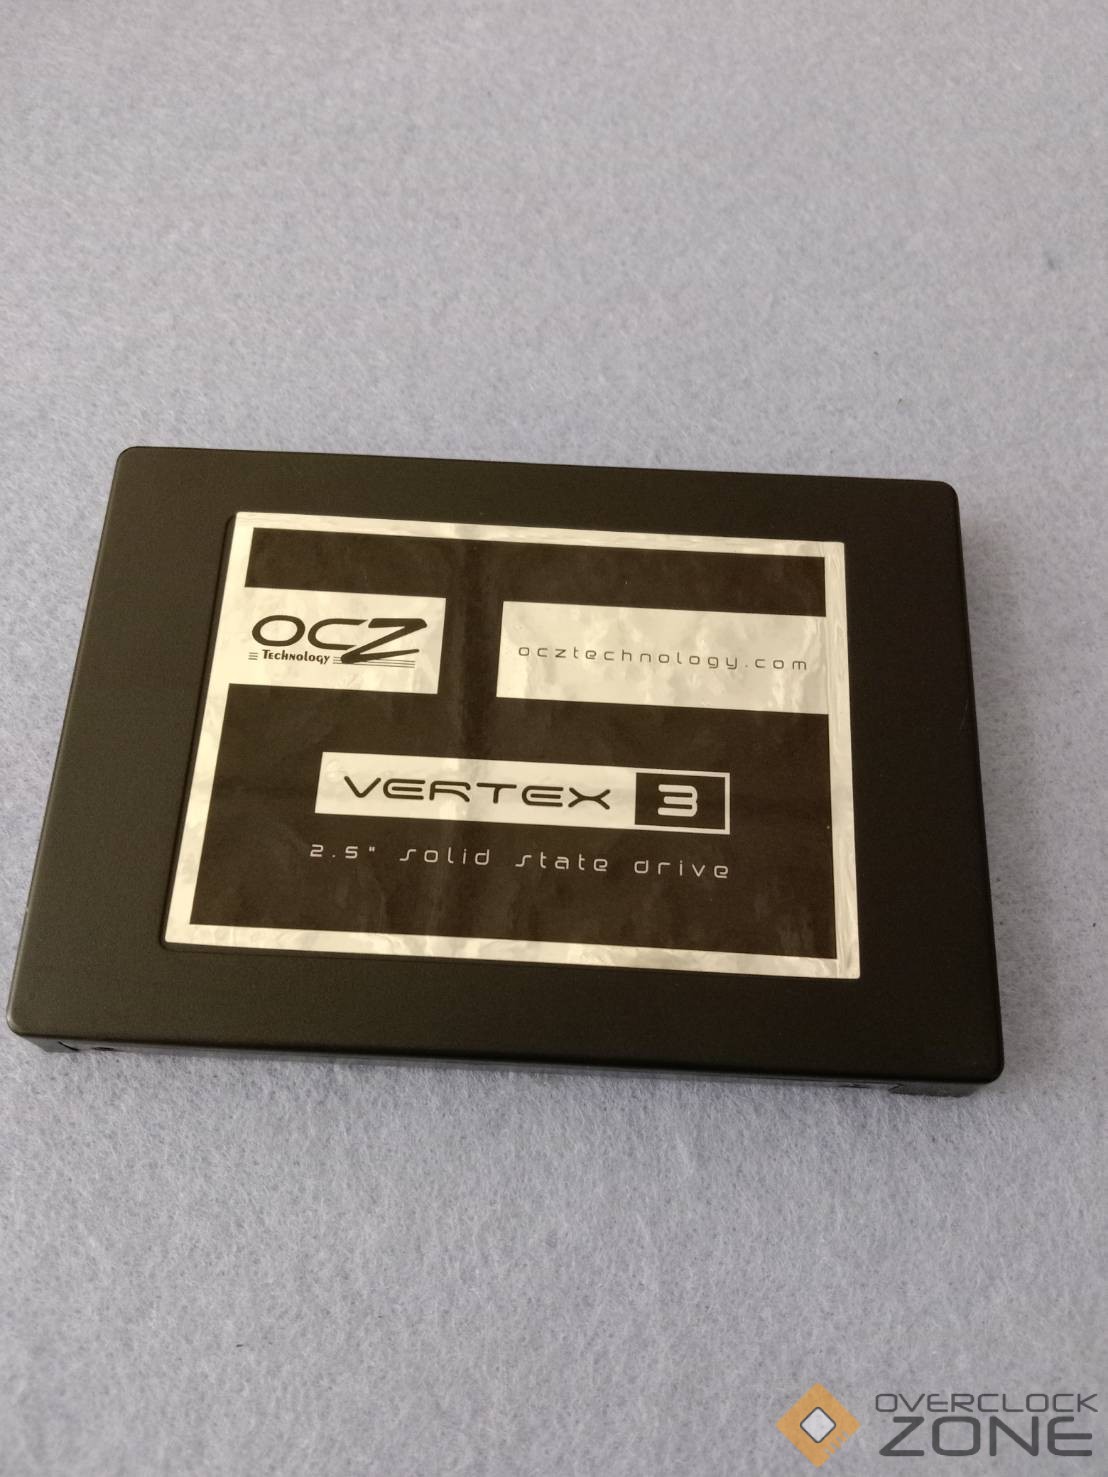 OCZ
Technology
ocztechnology.com
VERTEX 3
2.5" solid state drive
OVERCLOCK
ZONE